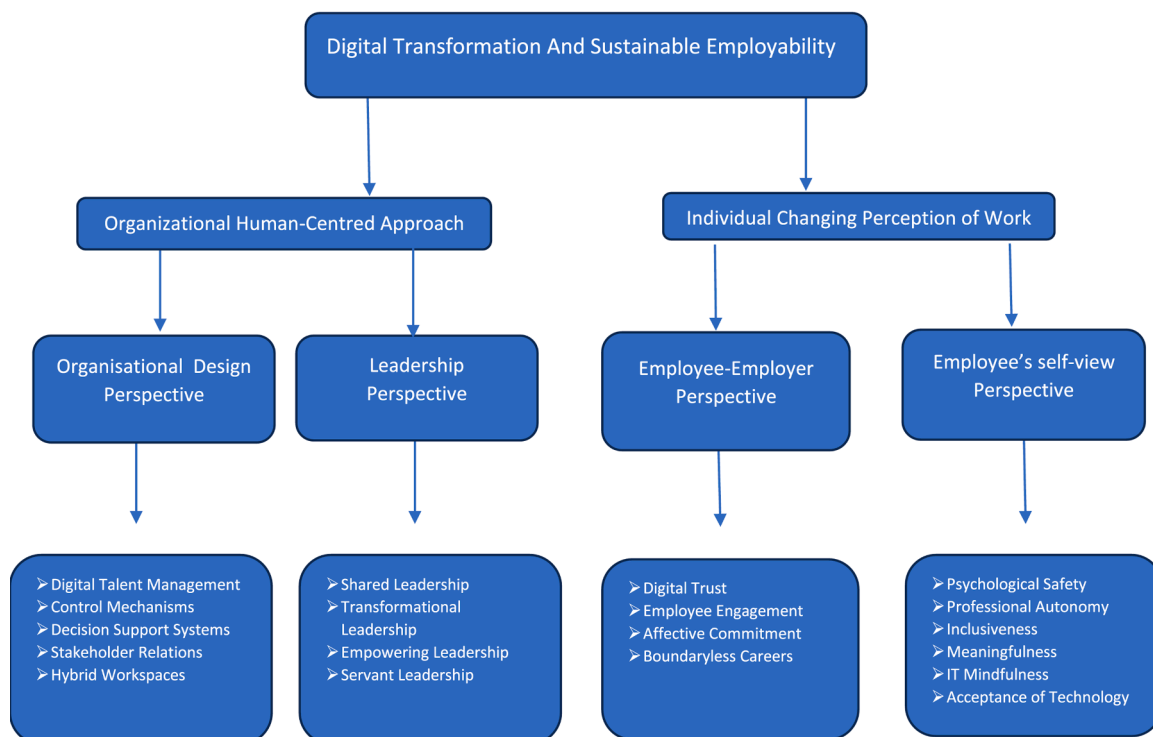 Digital Transformation And Sustainable Employability
Organizational Human-Centred Approach
Individual Changing Perception of Work
Organisational Design
Perspective
Leadership
Perspective
Employee-Employer
Perspective
Employee's self-view
Perspective
➢Digital Talent Management
➢Control Mechanisms
➢Decision Support Systems
➢Stakeholder Relations
➢Hybrid Workspaces
➢Shared Leadership
➢Transformational
Leadership
➢Empowering Leadership
➢Servant Leadership
➢Digital Trust
➢Employee Engagement
➢Affective Commitment
➢Boundaryless Careers
➢Psychological Safety
➢Professional Autonomy
➢Inclusiveness
➢Meaningfulness
➢IT Mindfulness
➢Acceptance of Technology